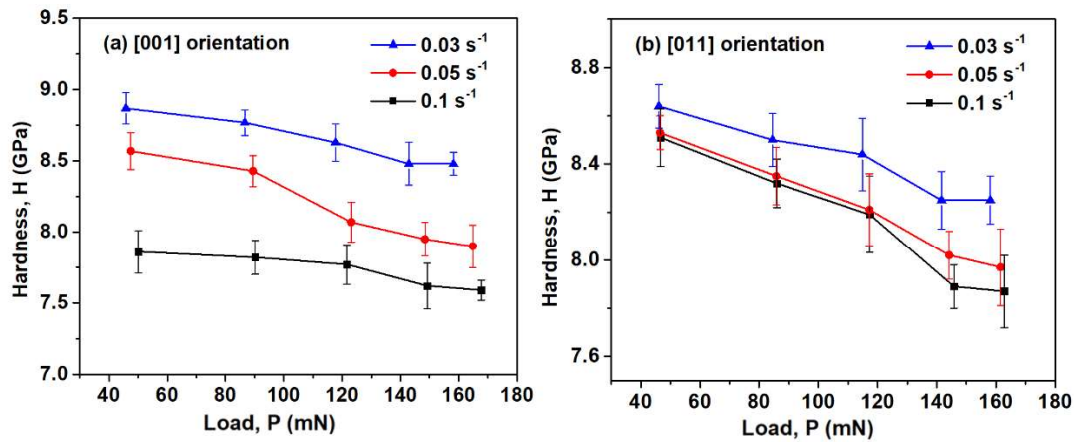 (a) [001] orientation
0.03 s⁻¹
0.05 s⁻¹
0.1 s⁻¹
9.5
9.0
8.5
8.0
7.5
7.0
Hardness, H (GPa)
40 60 80 100 120 140 160 180
Load, P (mN)
(b) [011] orientation
0.03 s⁻¹
0.05 s⁻¹
0.1 s⁻¹
8.8
8.4
8.0
7.6
Hardness, H (GPa)
40 60 80 100 120 140 160 180
Load, P (mN)